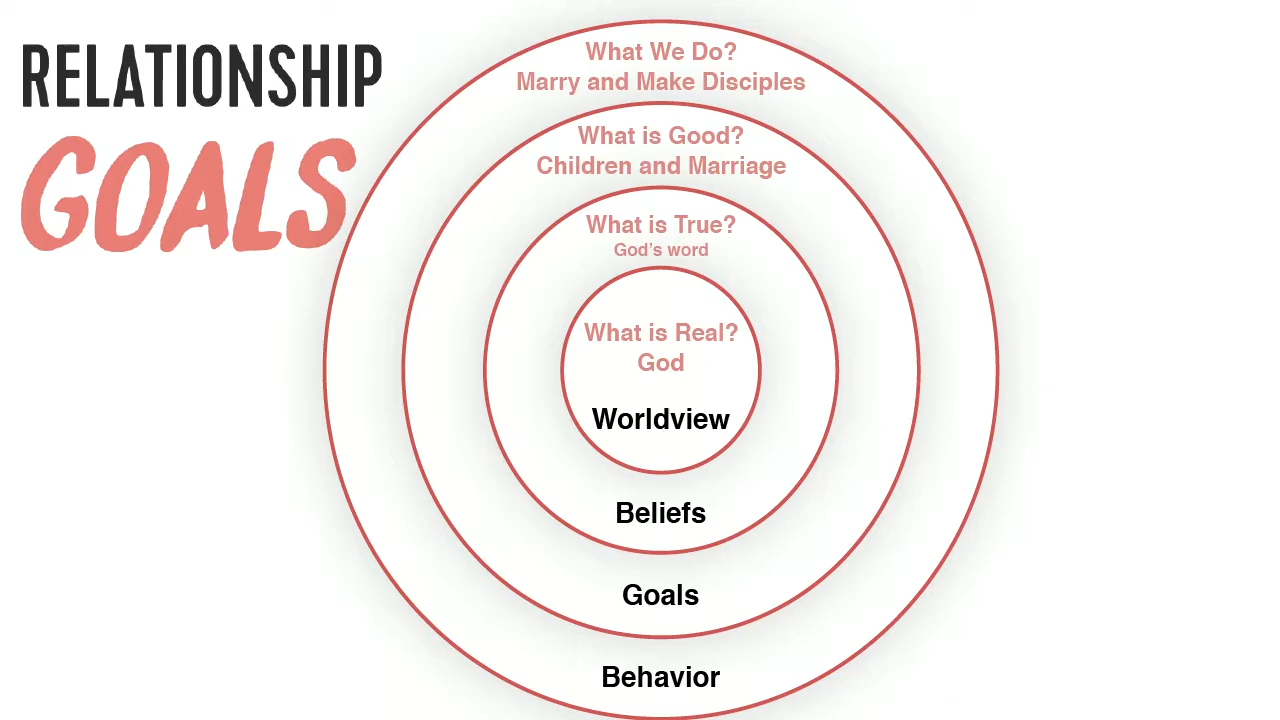 RELATIONSHIP
GOALS
What We Do?
Marry and Make Disciples
What is Good?
Children and Marriage
What is True?
God's word
What is Real?
God
Worldview
Beliefs
Goals
Behavior